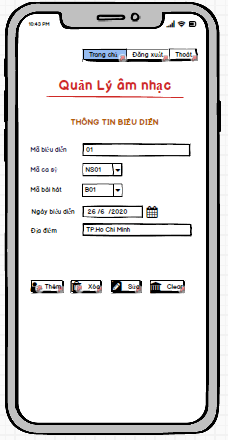 10:43 PM
Trang chủ Đăng xuất Thoát
Quản Lý âm nhạc
THÔNG TIN BIỂU DIỄN
Mã biểu diễn 01
Mã ca sĩ NS01
Mã bài hát B01
Ngày biểu diễn 26 /6 /2020
Địa điểm TP.Ho Chi Minh
Thêm Xóa Sửa Clear